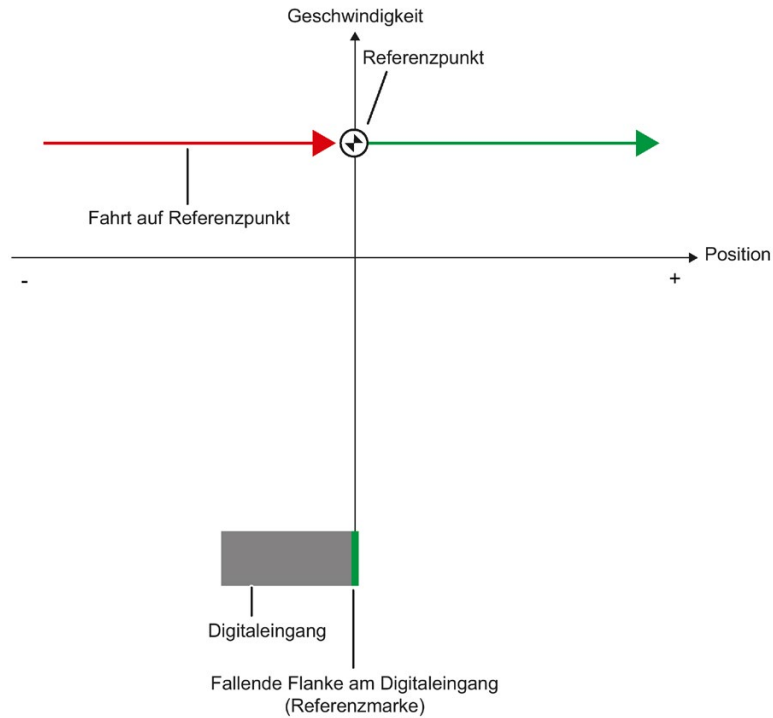 Geschwindigkeit
Referenzpunkt
Fahrt auf Referenzpunkt
Position
-
+
Digitaleingang
Fallende Flanke am Digitaleingang
(Referenzmarke)